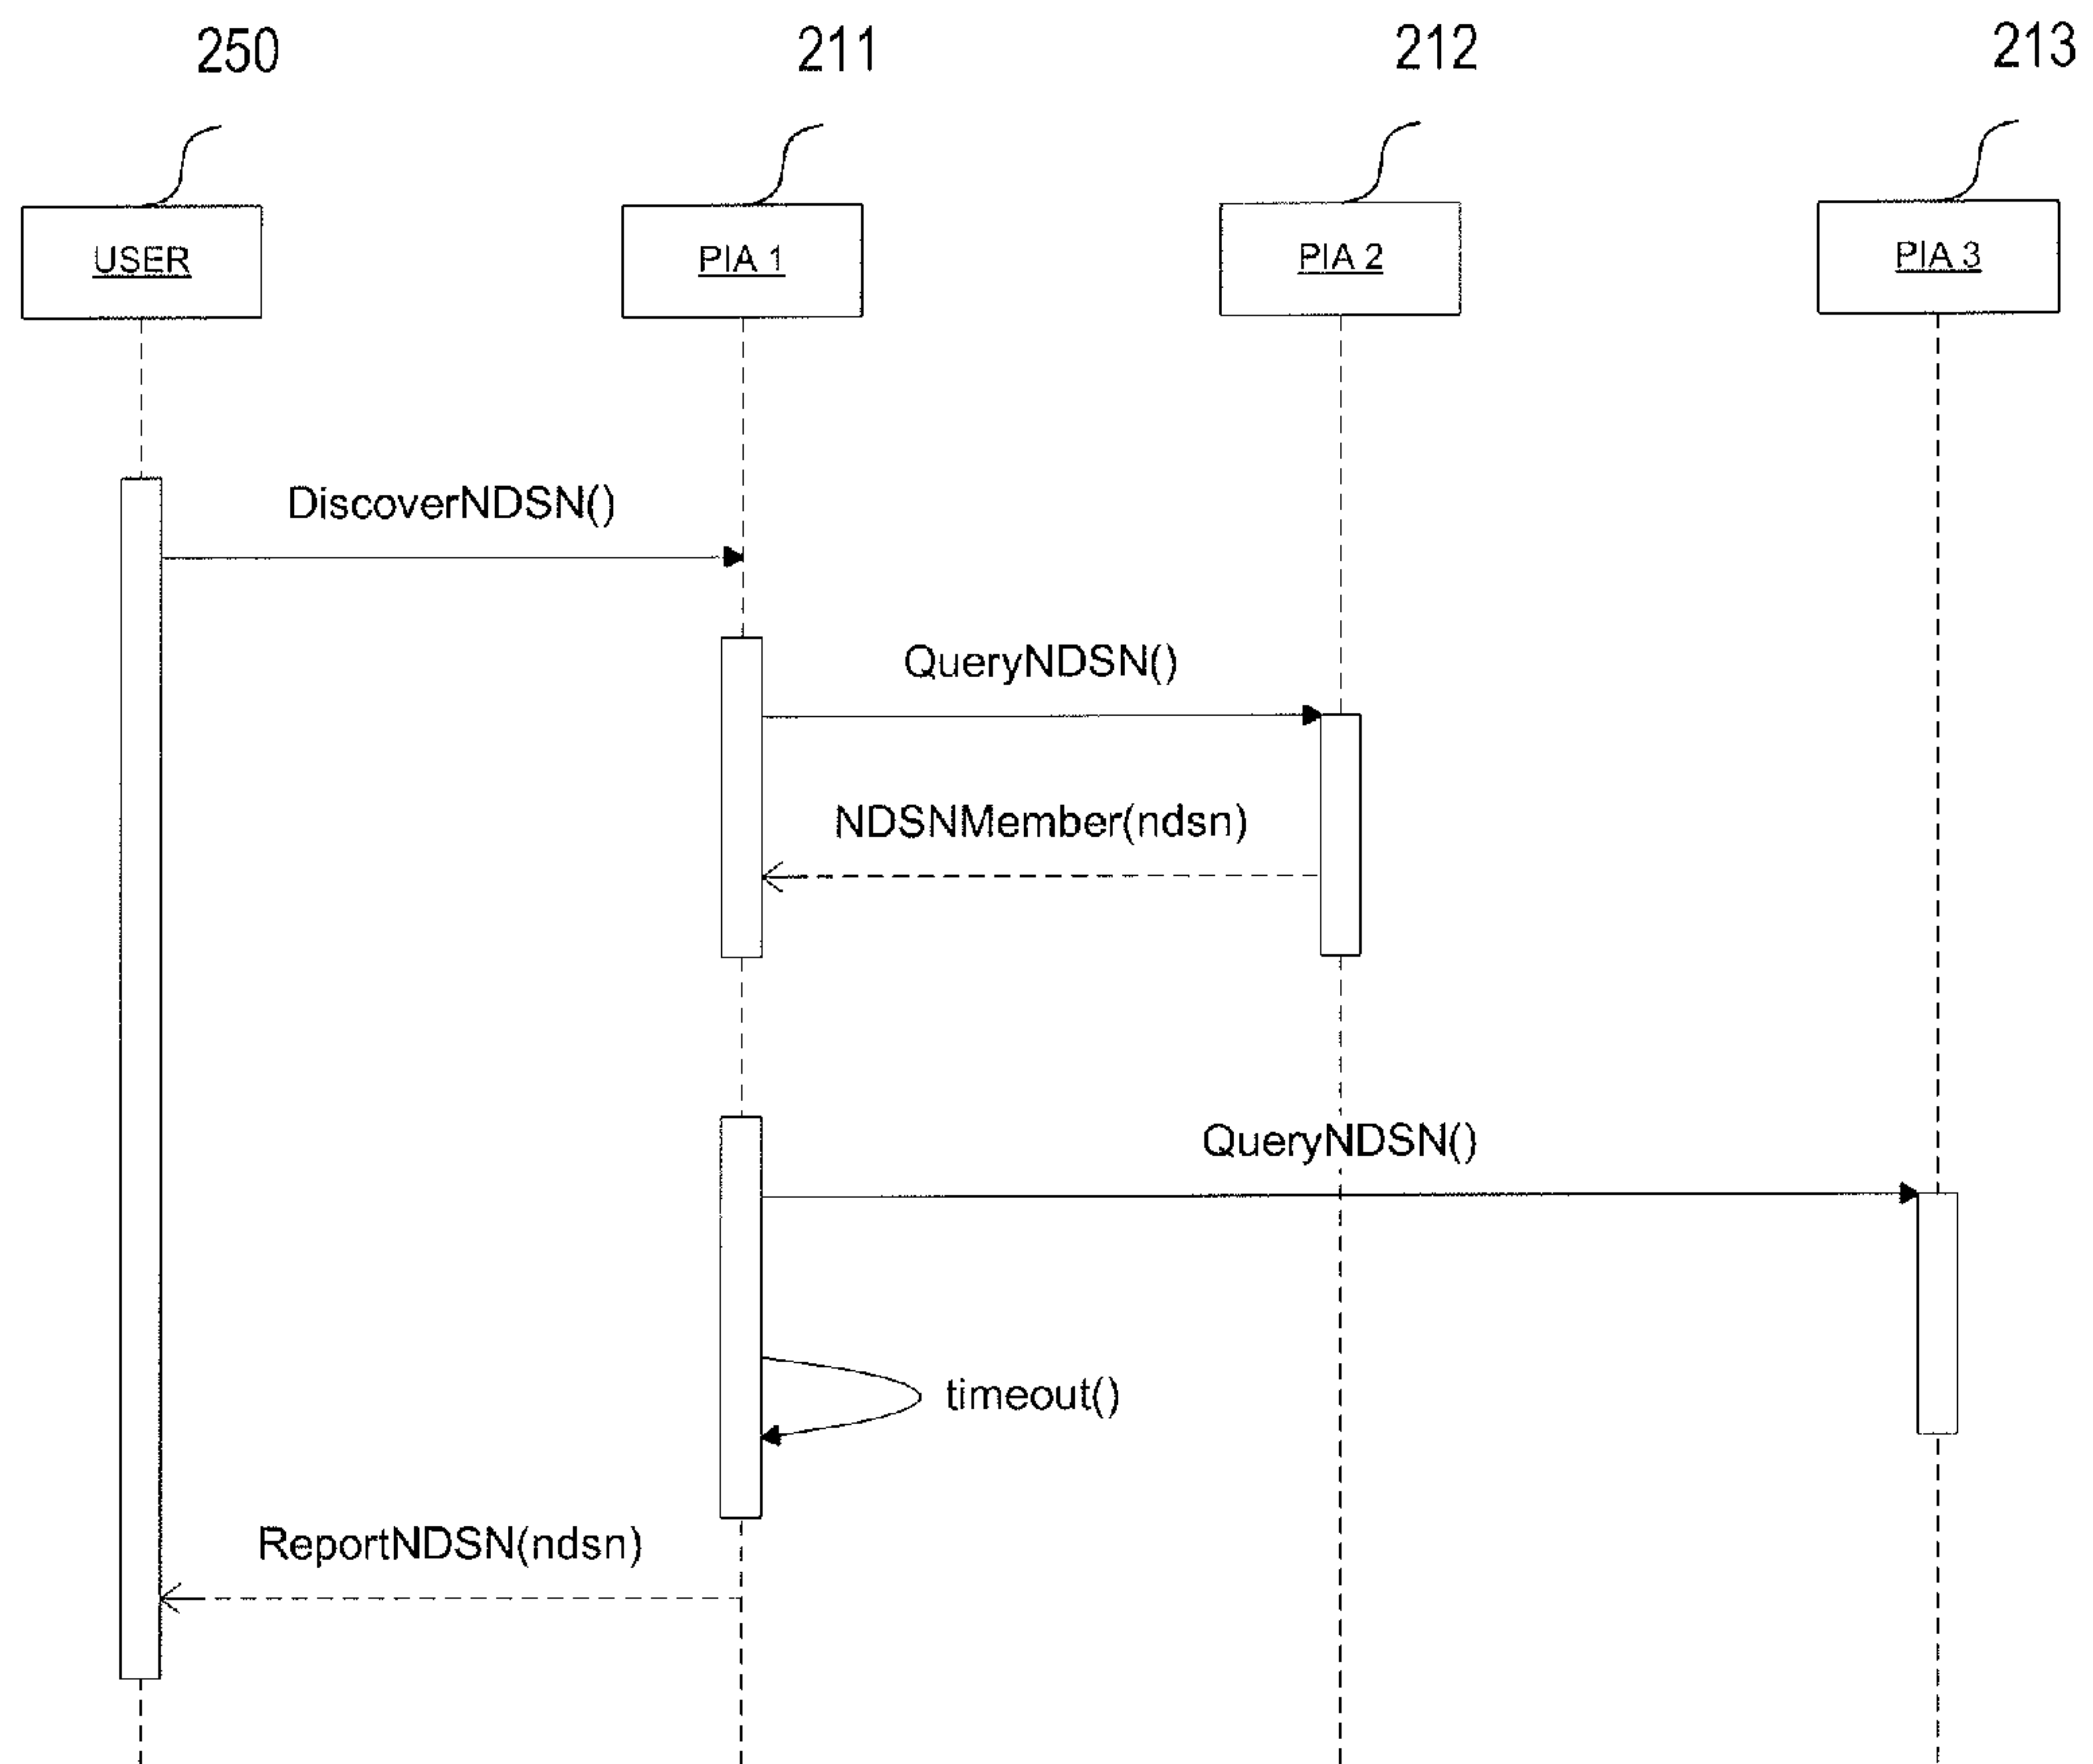 250 211 212 213
USER PIA 1 PIA 2 PIA 3
DiscoverNDSN()
QueryNDSN()
NDSNMember(ndsn)
QueryNDSN()
timeout()
ReportNDSN(ndsn)